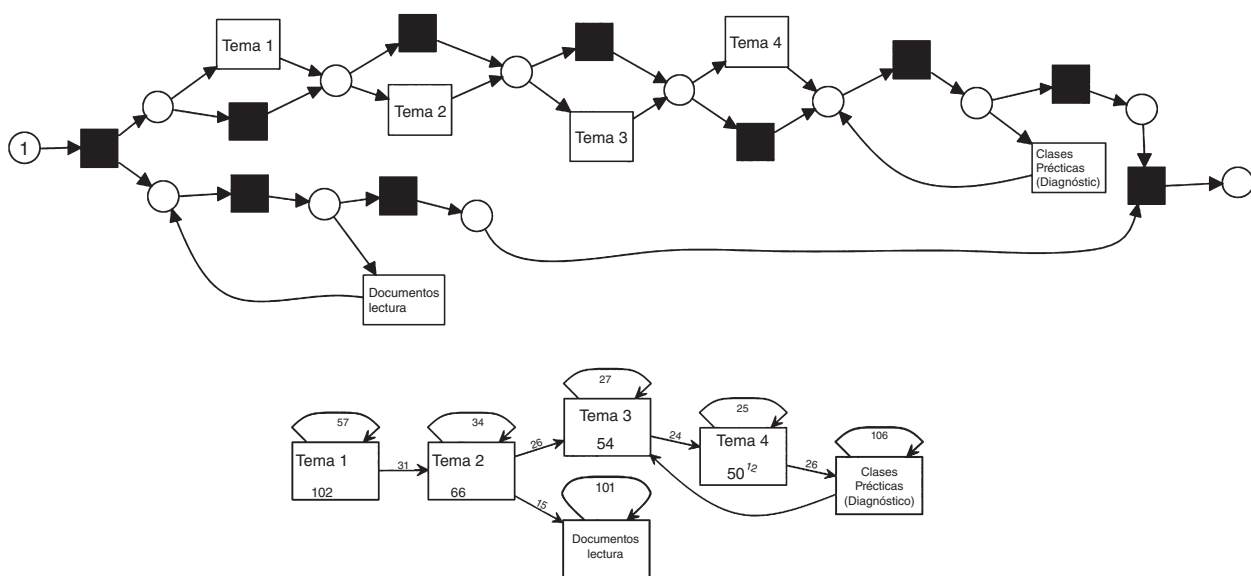 Tema 1
Tema 4
Tema 2
Tema 3
1
Clases
Précticas
(Diagnóstic)
Documentos
lectura
27
57
34
25
106
Tema 3
54
26
24
Tema 4
50
12
Tema 1
102
31
Tema 2
66
26
Clases
Précticas
(Diagnóstico)
15
101
Documentos
lectura